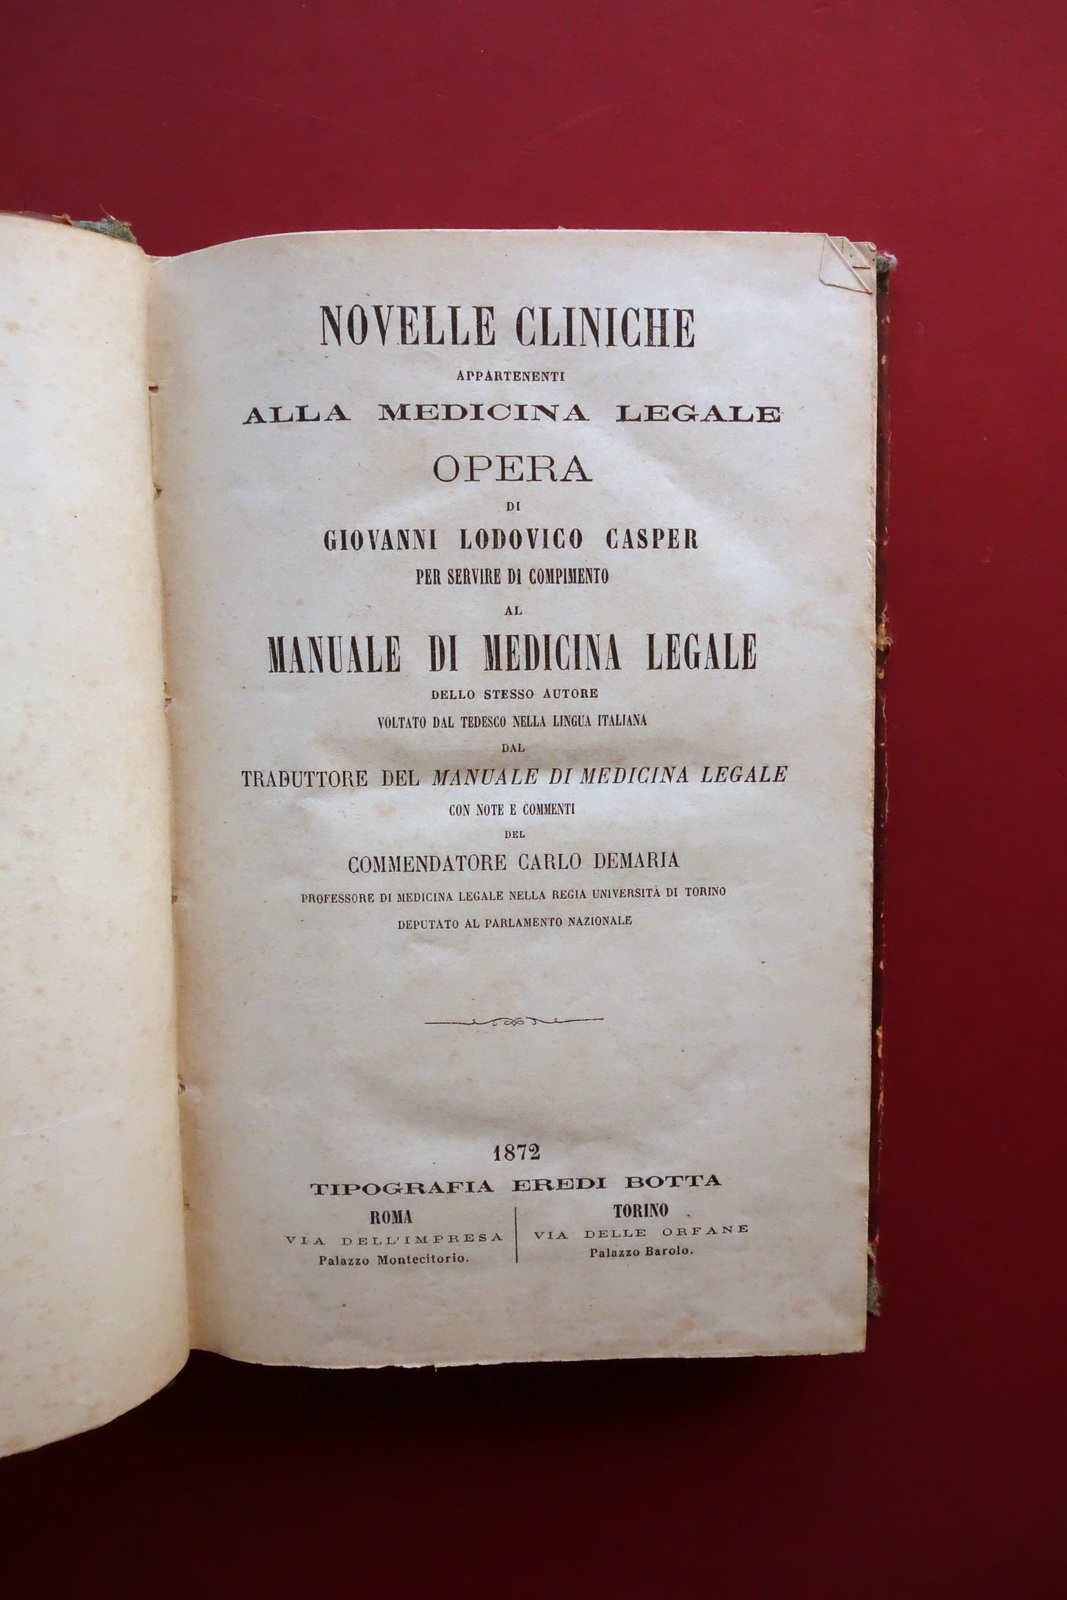 NOVELLE CLINICHE
APPARTENENTI
ALLA MEDICINA LEGALE
OPERA
DI
GIOVANNI LODOVICO CASPER
PER SERVIRE DI COMPIMENTO
AL
MANUALE DI MEDICINA LEGALE
DELLO STESSO AUTORE
VOLTATO DAL TEDESCO NELLA LINGUA ITALIANA
DAL
TRADUTTORE DEL MANUALE DI MEDICINA LEGALE
CON NOTE E COMMENTI
DEL
COMMENDATORE CARLO DEMARIA
PROFESSORE DI MEDICINA LEGALE NELLA REGIA UNIVERSITÀ DI TORINO
DEPUTATO AL PARLAMENTO NAZIONALE
1872
TIPOGRAFIA EREDI BOTTA
ROMA
VIA DELL'IMPRESA
Palazzo Montecitorio.
TORINO
VIA DELLE ORFANE
Palazzo Barolo.